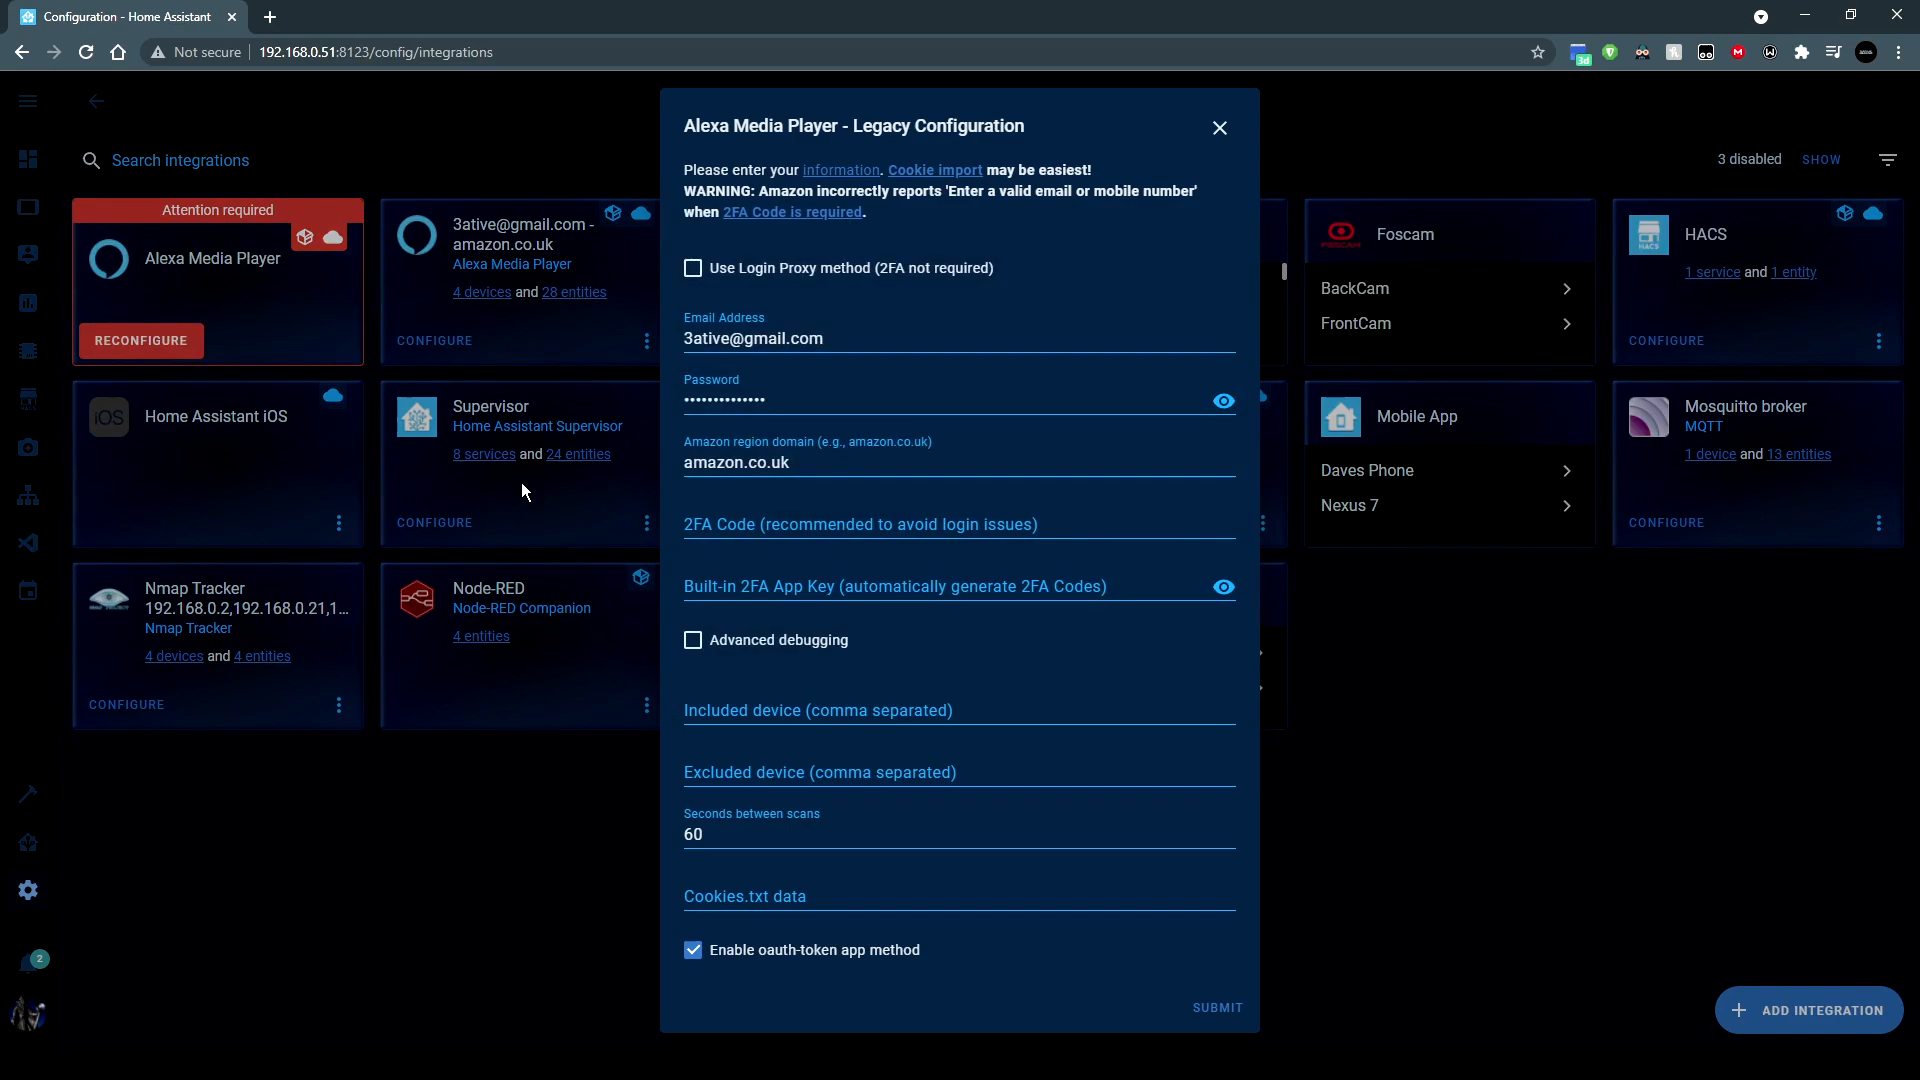 Configuration - Home Assistant
Not secure
192.168.0.51:8123/config/integrations
3d
Search integrations
3 disabled
SHOW
Attention required
Alexa Media Player
RECONFIGURE
3ative@gmail.com -
amazon.co.uk
Alexa Media Player
4 devices and 28 entities
CONFIGURE
Alexa Media Player - Legacy Configuration
Please enter your information. Cookie import may be easiest!
WARNING: Amazon incorrectly reports 'Enter a valid email or mobile number'
when 2FA Code is required.
Use Login Proxy method (2FA not required)
Email Address
3ative@gmail.com
Password
••••••••••••••
Amazon region domain (e.g., amazon.co.uk)
amazon.co.uk
2FA Code (recommended to avoid login issues)
Built-in 2FA App Key (automatically generate 2FA Codes)
Advanced debugging
Included device (comma separated)
Excluded device (comma separated)
Seconds between scans
60
Cookies.txt data
Enable oauth-token app method
SUBMIT
FOSCAM
Foscam
BackCam
FrontCam
HACS
HACS
1 service and 1 entity
CONFIGURE
iOS
Home Assistant iOS
Supervisor
Home Assistant Supervisor
8 services and 24 entities
CONFIGURE
Mobile App
Daves Phone
Nexus 7
Mosquitto broker
MQTT
1 device and 13 entities
CONFIGURE
NMAP
Nmap Tracker
192.168.0.2,192.168.0.21,1...
Nmap Tracker
4 devices and 4 entities
CONFIGURE
Node-RED
Node-RED Companion
4 entities
2
ADD INTEGRATION